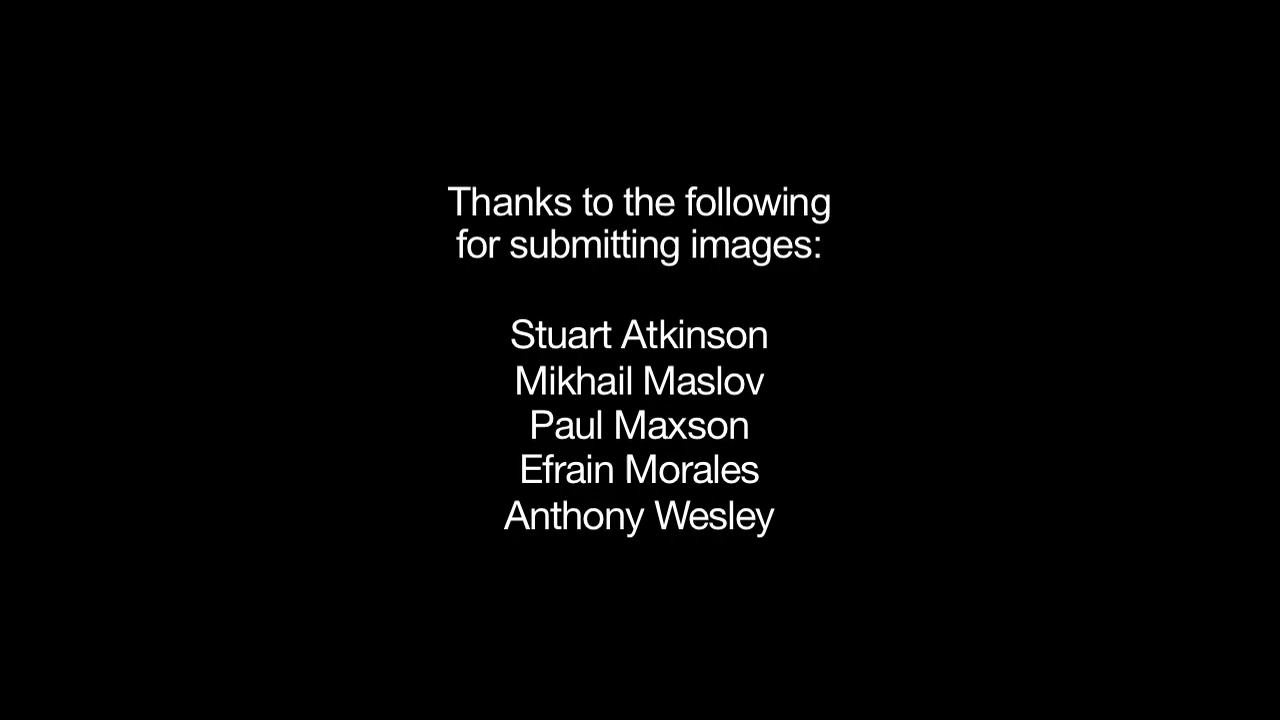 Thanks to the following
for submitting images:
Stuart Atkinson
Mikhail Maslov
Paul Maxson
Efrain Morales
Anthony Wesley